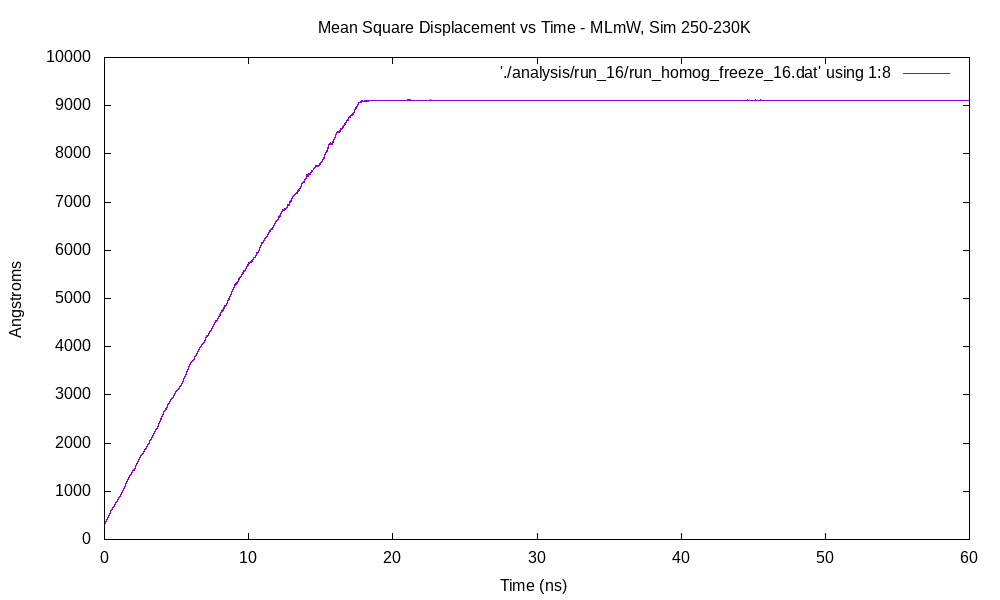 Mean Square Displacement vs Time - MLmW, Sim 250-230K
'./analysis/run_16/run_homog_freeze_16.dat' using 1:8
10000
9000
8000
7000
6000
5000
4000
3000
2000
1000
0
Angstroms
0 10 20 30 40 50 60
Time (ns)